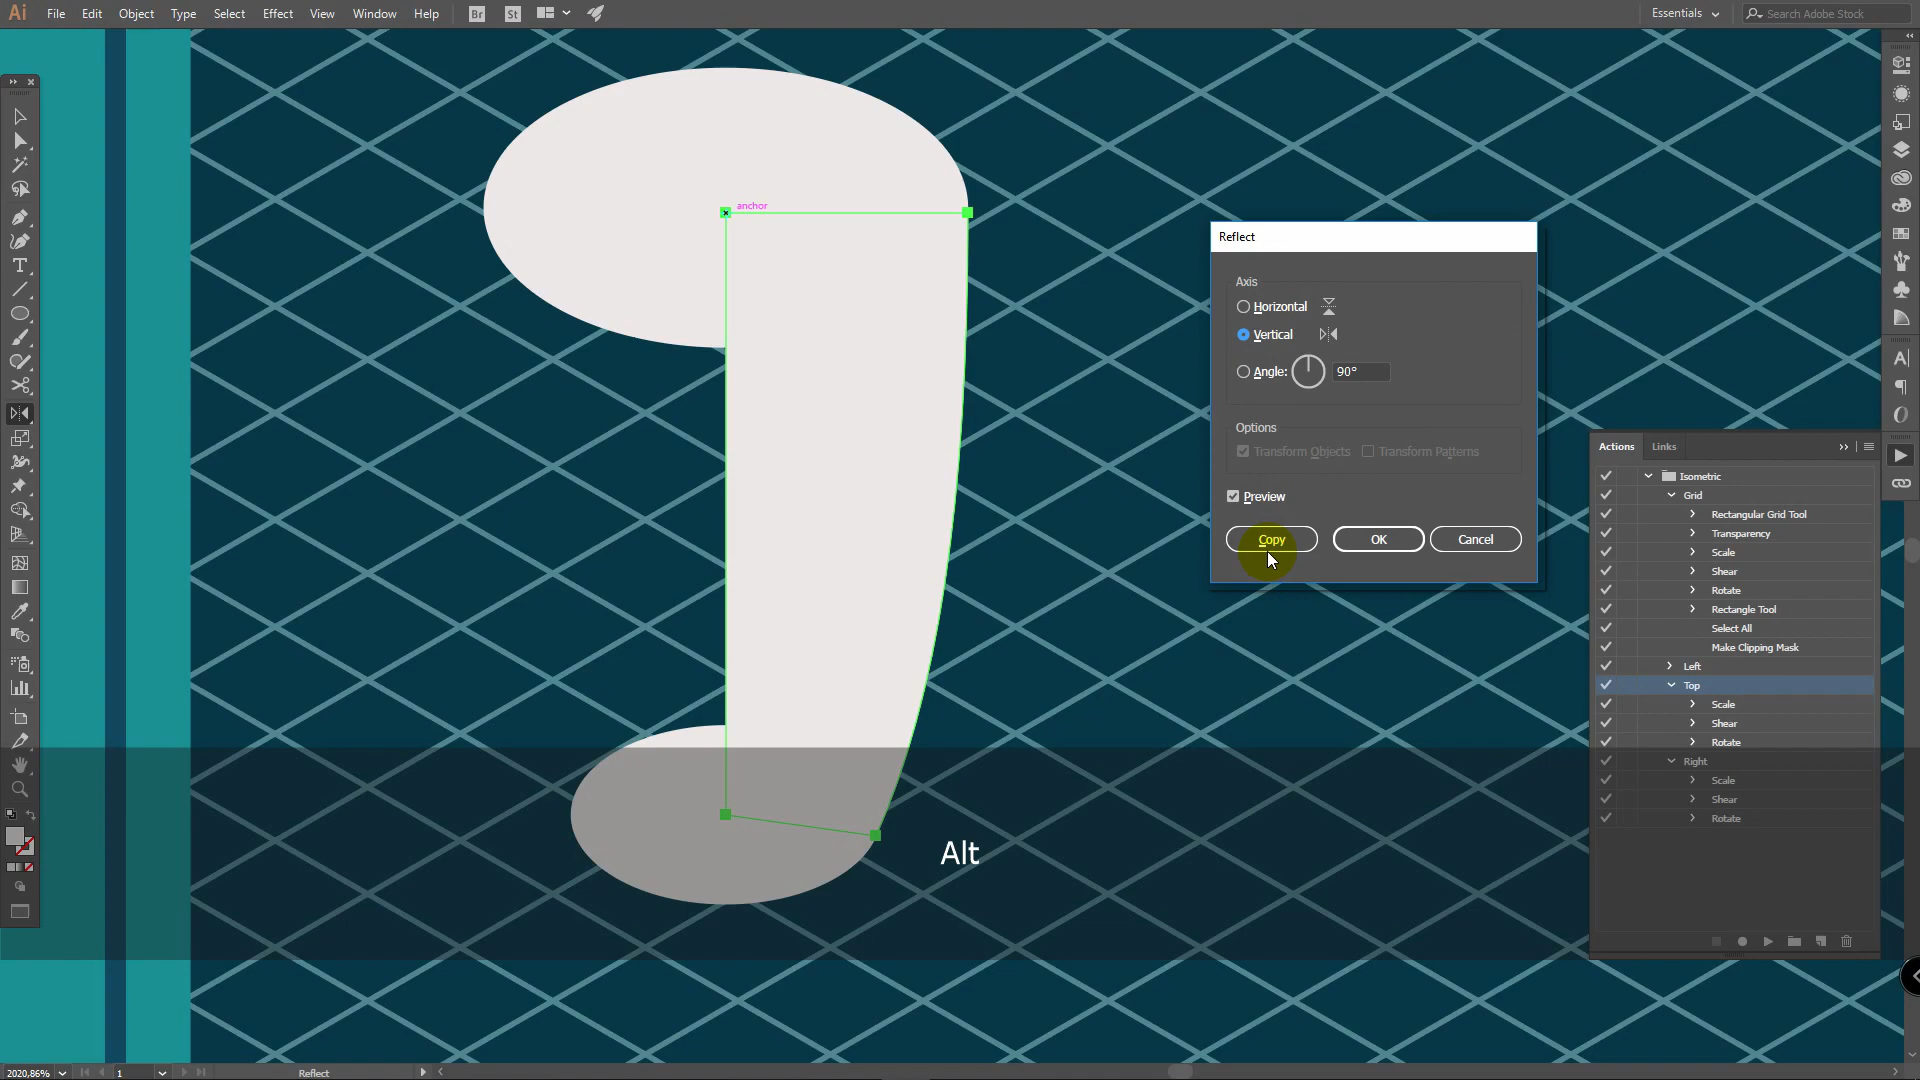 Ai File Edit Object Type Select Effect View Window Help Br St Essentials Search Adobe Stock
anchor
Reflect
Axis
Horizontal
Vertical
Angle: 90°
Options
Transform Objects Transform Patterns
Preview
Copy OK Cancel
Actions Links
Isometric
Grid
Rectangular Grid Tool
Transparency
Scale
Shear
Rotate
Rectangle Tool
Select All
Make Clipping Mask
Left
Top
Scale
Shear
Rotate
Right
Scale
Shear
Rotate
Alt
2020,86% 1 Reflect